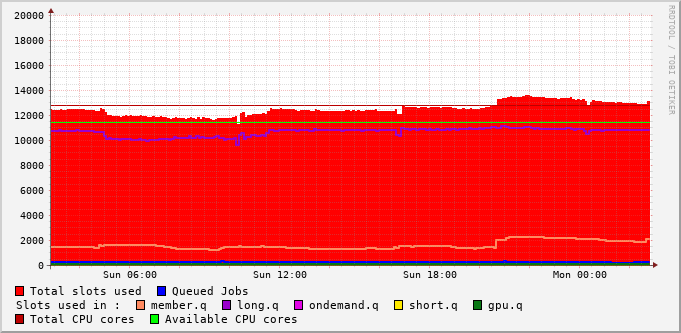 RRDTOOL / TOBI OETIKER
20000
18000
16000
14000
12000
10000
8000
6000
4000
2000
0
Sun 06:00 Sun 12:00 Sun 18:00 Mon 00:00
Total slots used Queued Jobs
Slots used in : member.q long.q ondemand.q short.q gpu.q
Total CPU cores Available CPU cores